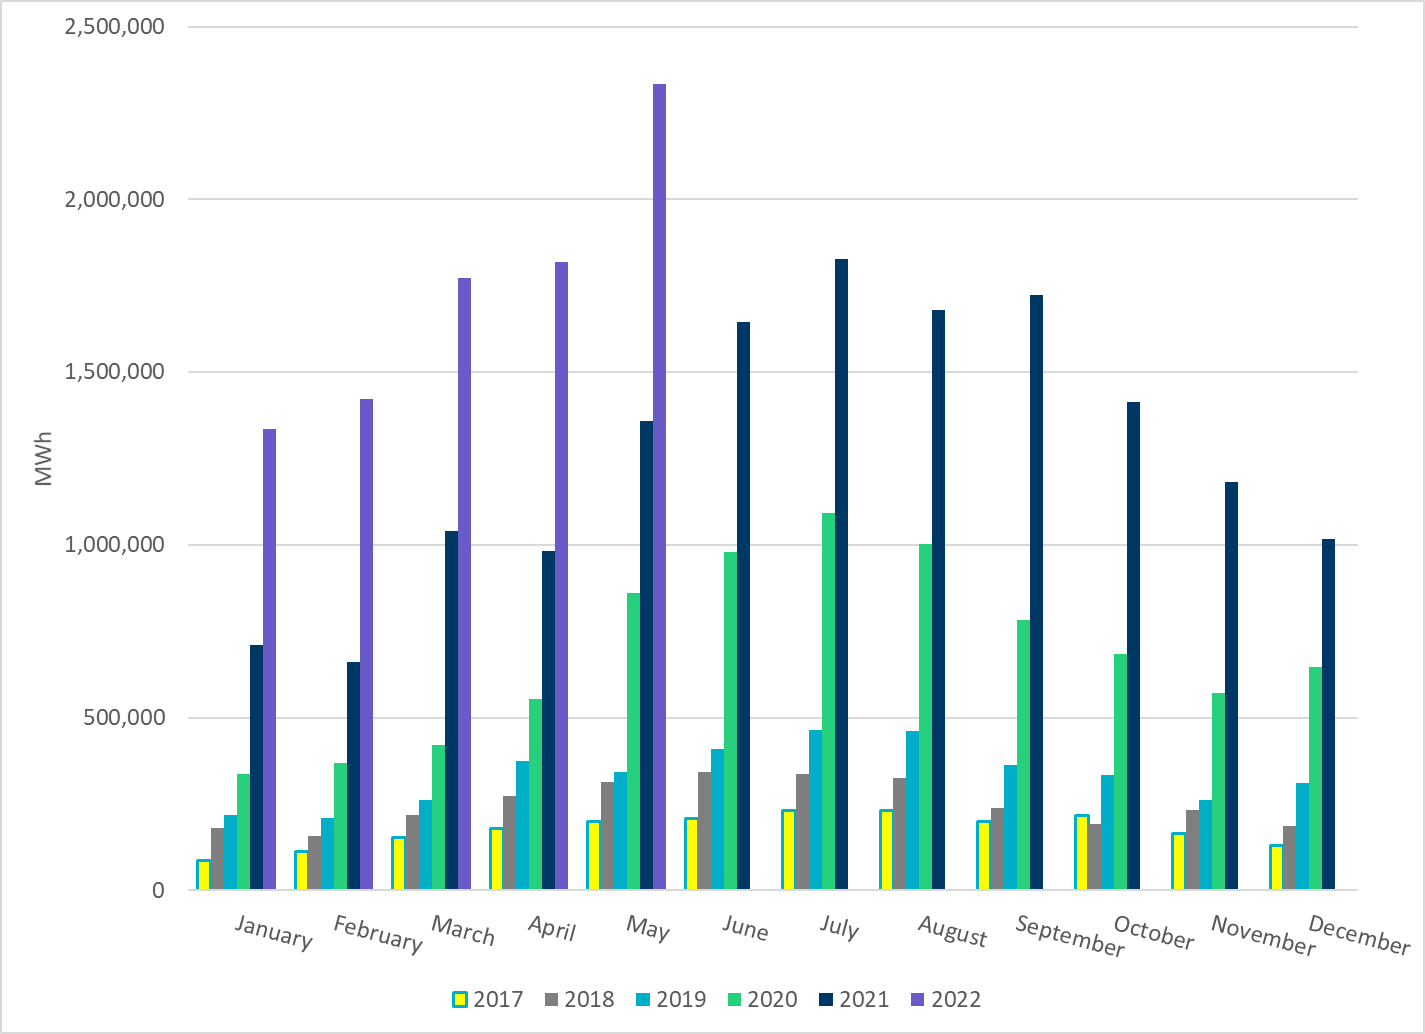 2,500,000
2,000,000
1,500,000
1,000,000
500,000
0
MWh
January February March April May June July August September October November December
2017 2018 2019 2020 2021 2022